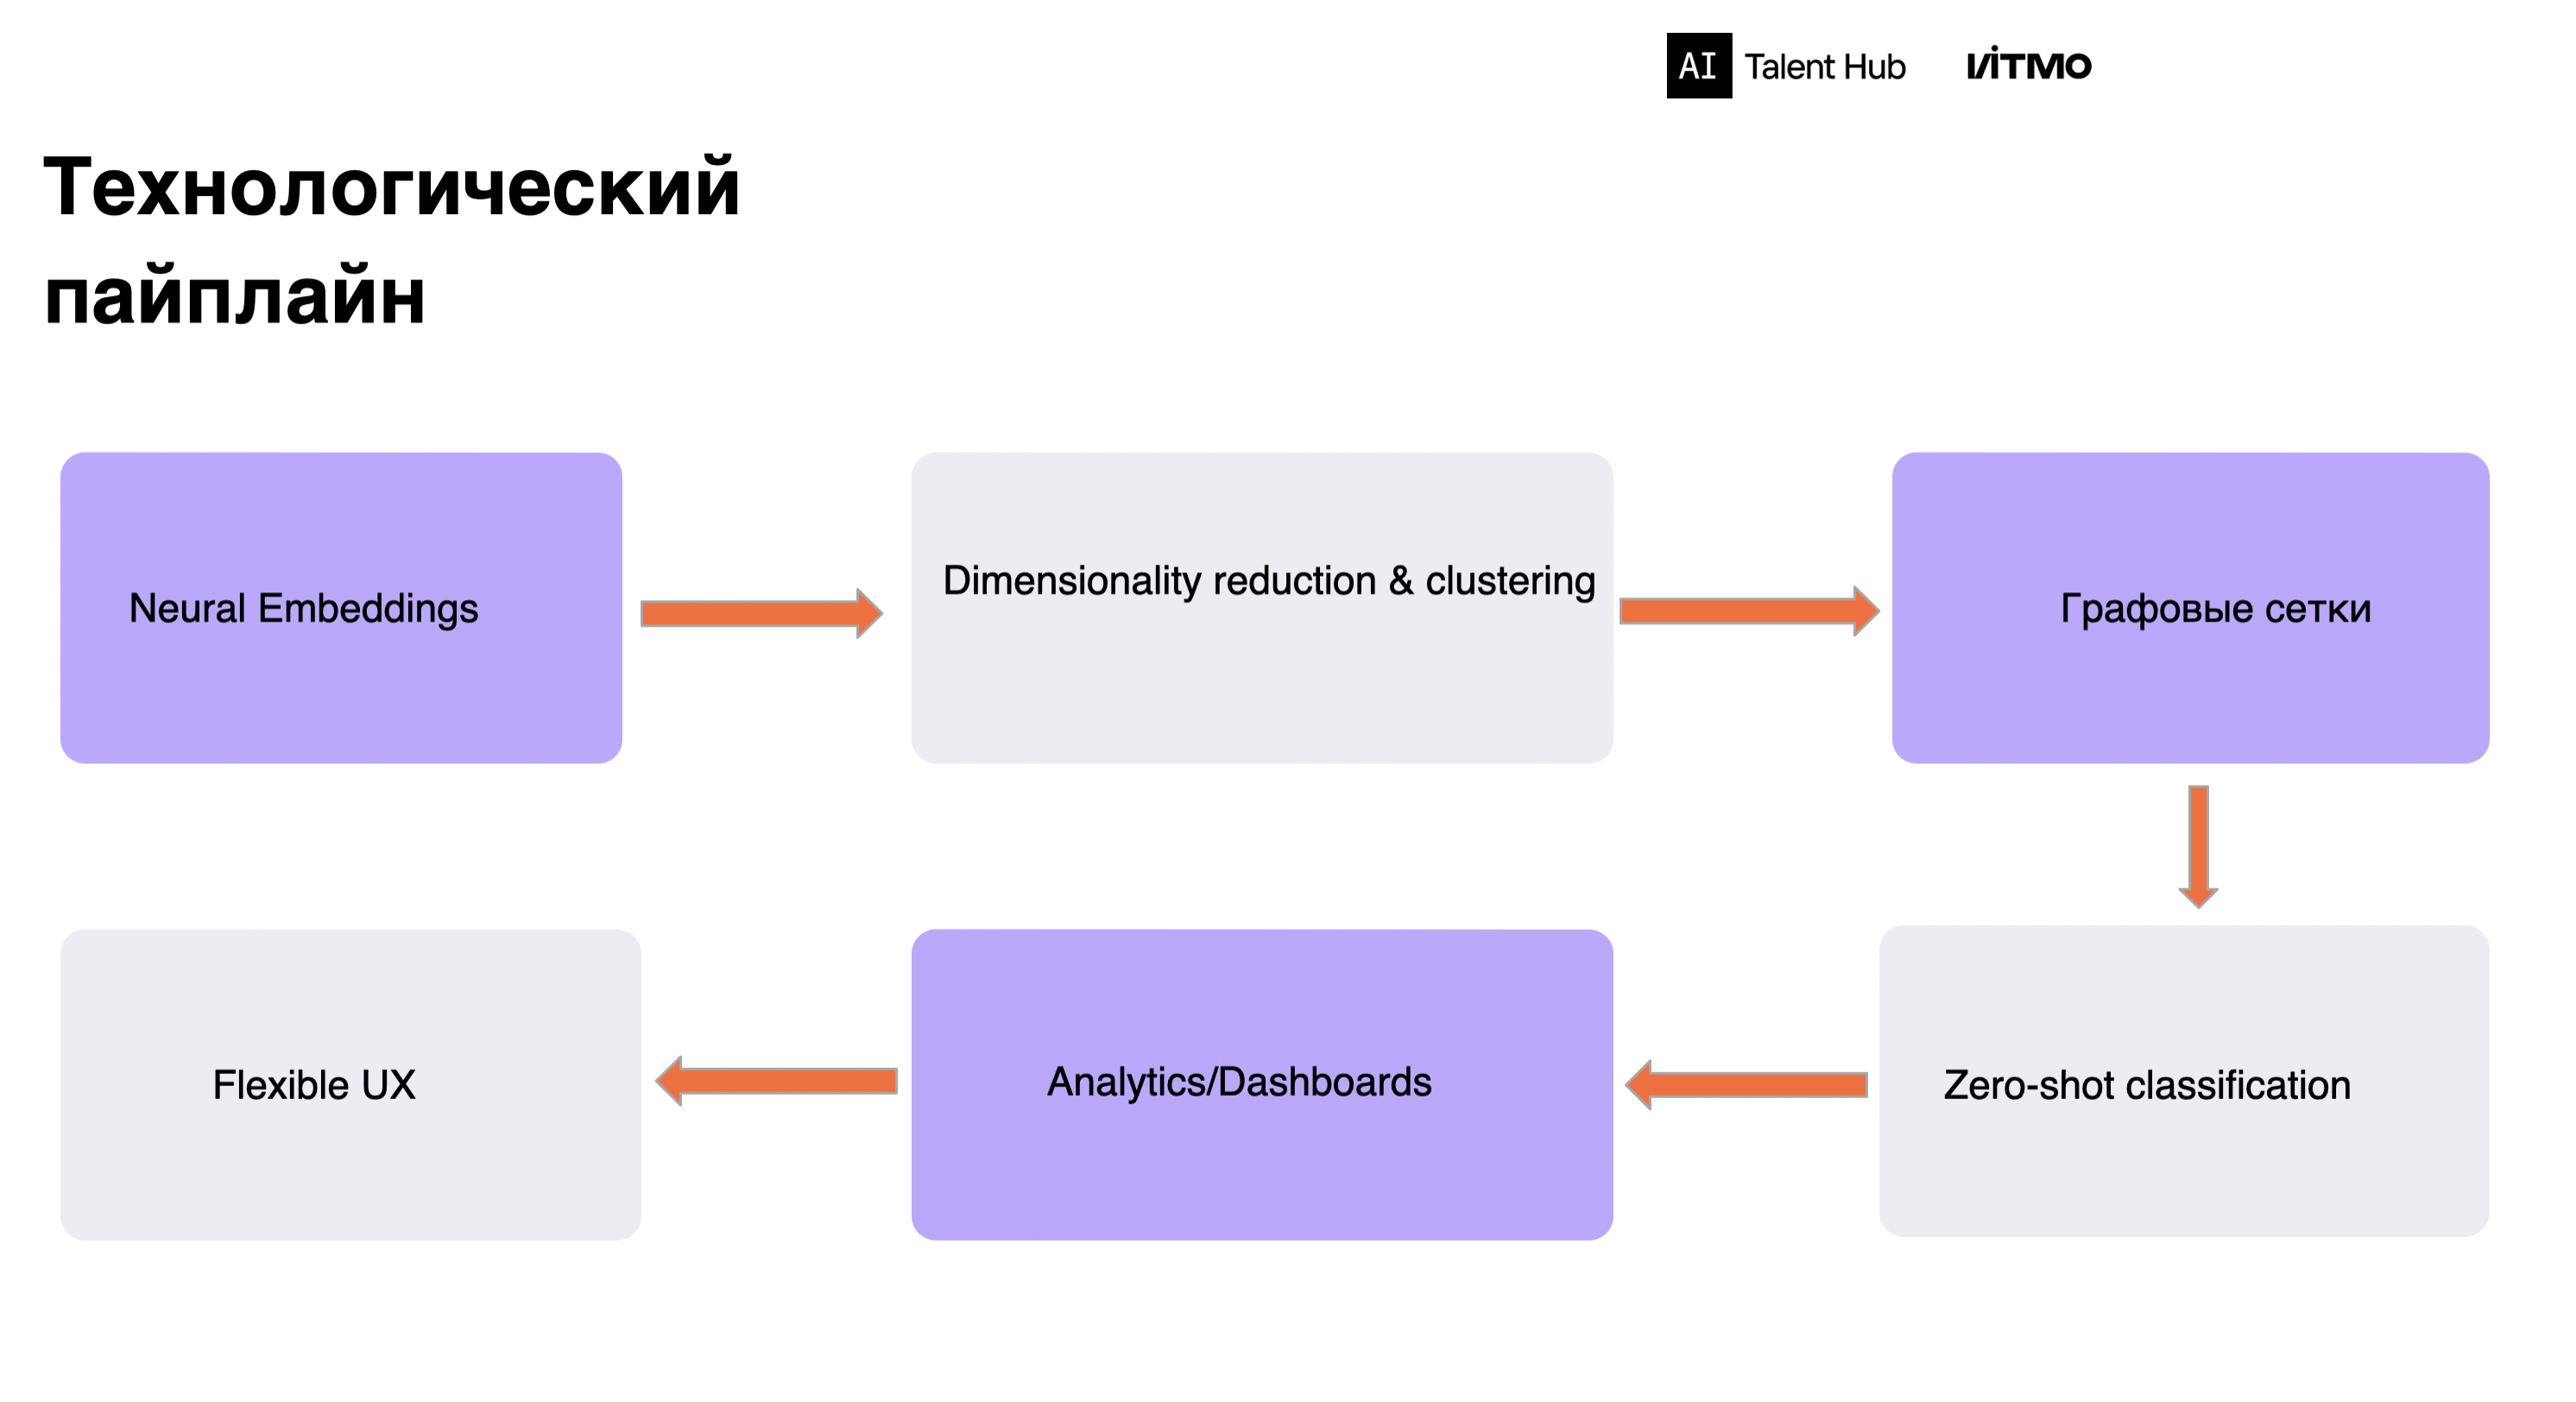 AI Talent Hub ITMO
Технологический
пайплайн
Neural Embeddings
Dimensionality reduction & clustering
Графовые сетки
Flexible UX
Analytics/Dashboards
Zero-shot classification